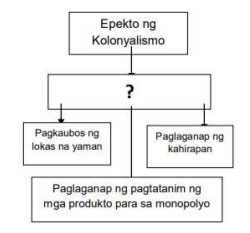 Epekto ng
Kolonyalismo
?
Pagkaubos ng
lokas na yaman
Paglaganap ng
kahirapan
Paglaganap ng pagtatanim ng
mga produkto para sa monopolyo